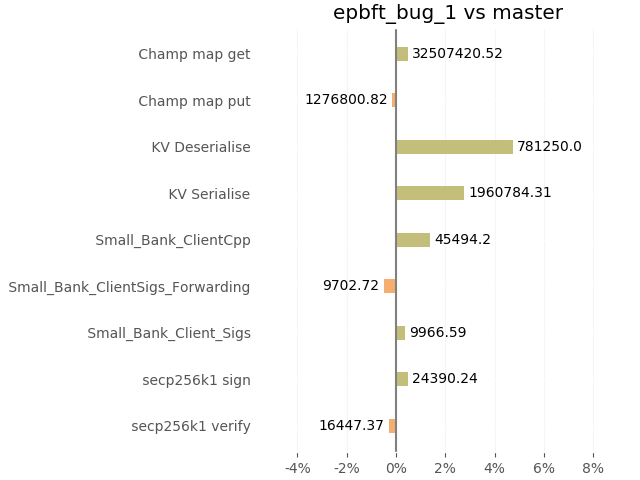 epbft_bug_1 vs master
Champ map get 32507420.52
Champ map put 1276800.82
KV Deserialise 781250.0
KV Serialise 1960784.31
Small_Bank_ClientCpp 45494.2
Small_Bank_ClientSigs_Forwarding 9702.72
Small_Bank_Client_Sigs 9966.59
secp256k1 sign 24390.24
secp256k1 verify 16447.37
-4% -2% 0% 2% 4% 6% 8%